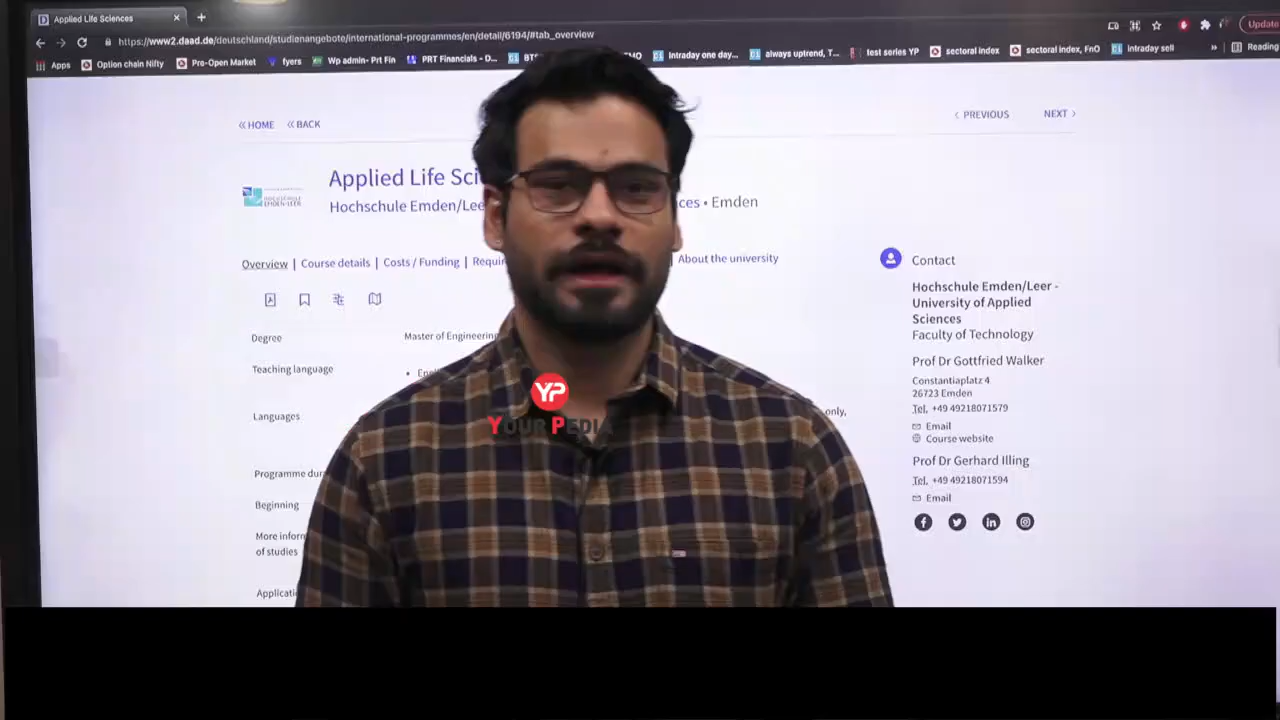 Applied Life Sciences
https://www2.daad.de/deutschland/studienangebote/international-programmes/en/detail/6194/#tab_overview
Updat
Apps Option chain Nifty Pre-Open Market fyers Wp admin- Prt Fin PRT Financials - D... Intraday one day... always uptrend, T... test series YP sectoral index sectoral index, FnO Intraday sell » Reading
HOME BACK PREVIOUS NEXT
Applied Life Sci
Hochschule Emden/Lee ces • Emden
Overview | Course details | Costs / Funding | Requir | About the university
Degree Master of Engineering
Teaching language
Languages only,
Programme dur
Beginning
More inform
of studies
Applicati
Contact
Hochschule Emden/Leer -
University of Applied
Sciences
Faculty of Technology
Prof Dr Gottfried Walker
Constantiaplatz 4
26723 Emden
Tel. +49 49218071579
Email
Course website
Prof Dr Gerhard Illing
Tel. +49 49218071594
Email
YP
YOUR PEDIA